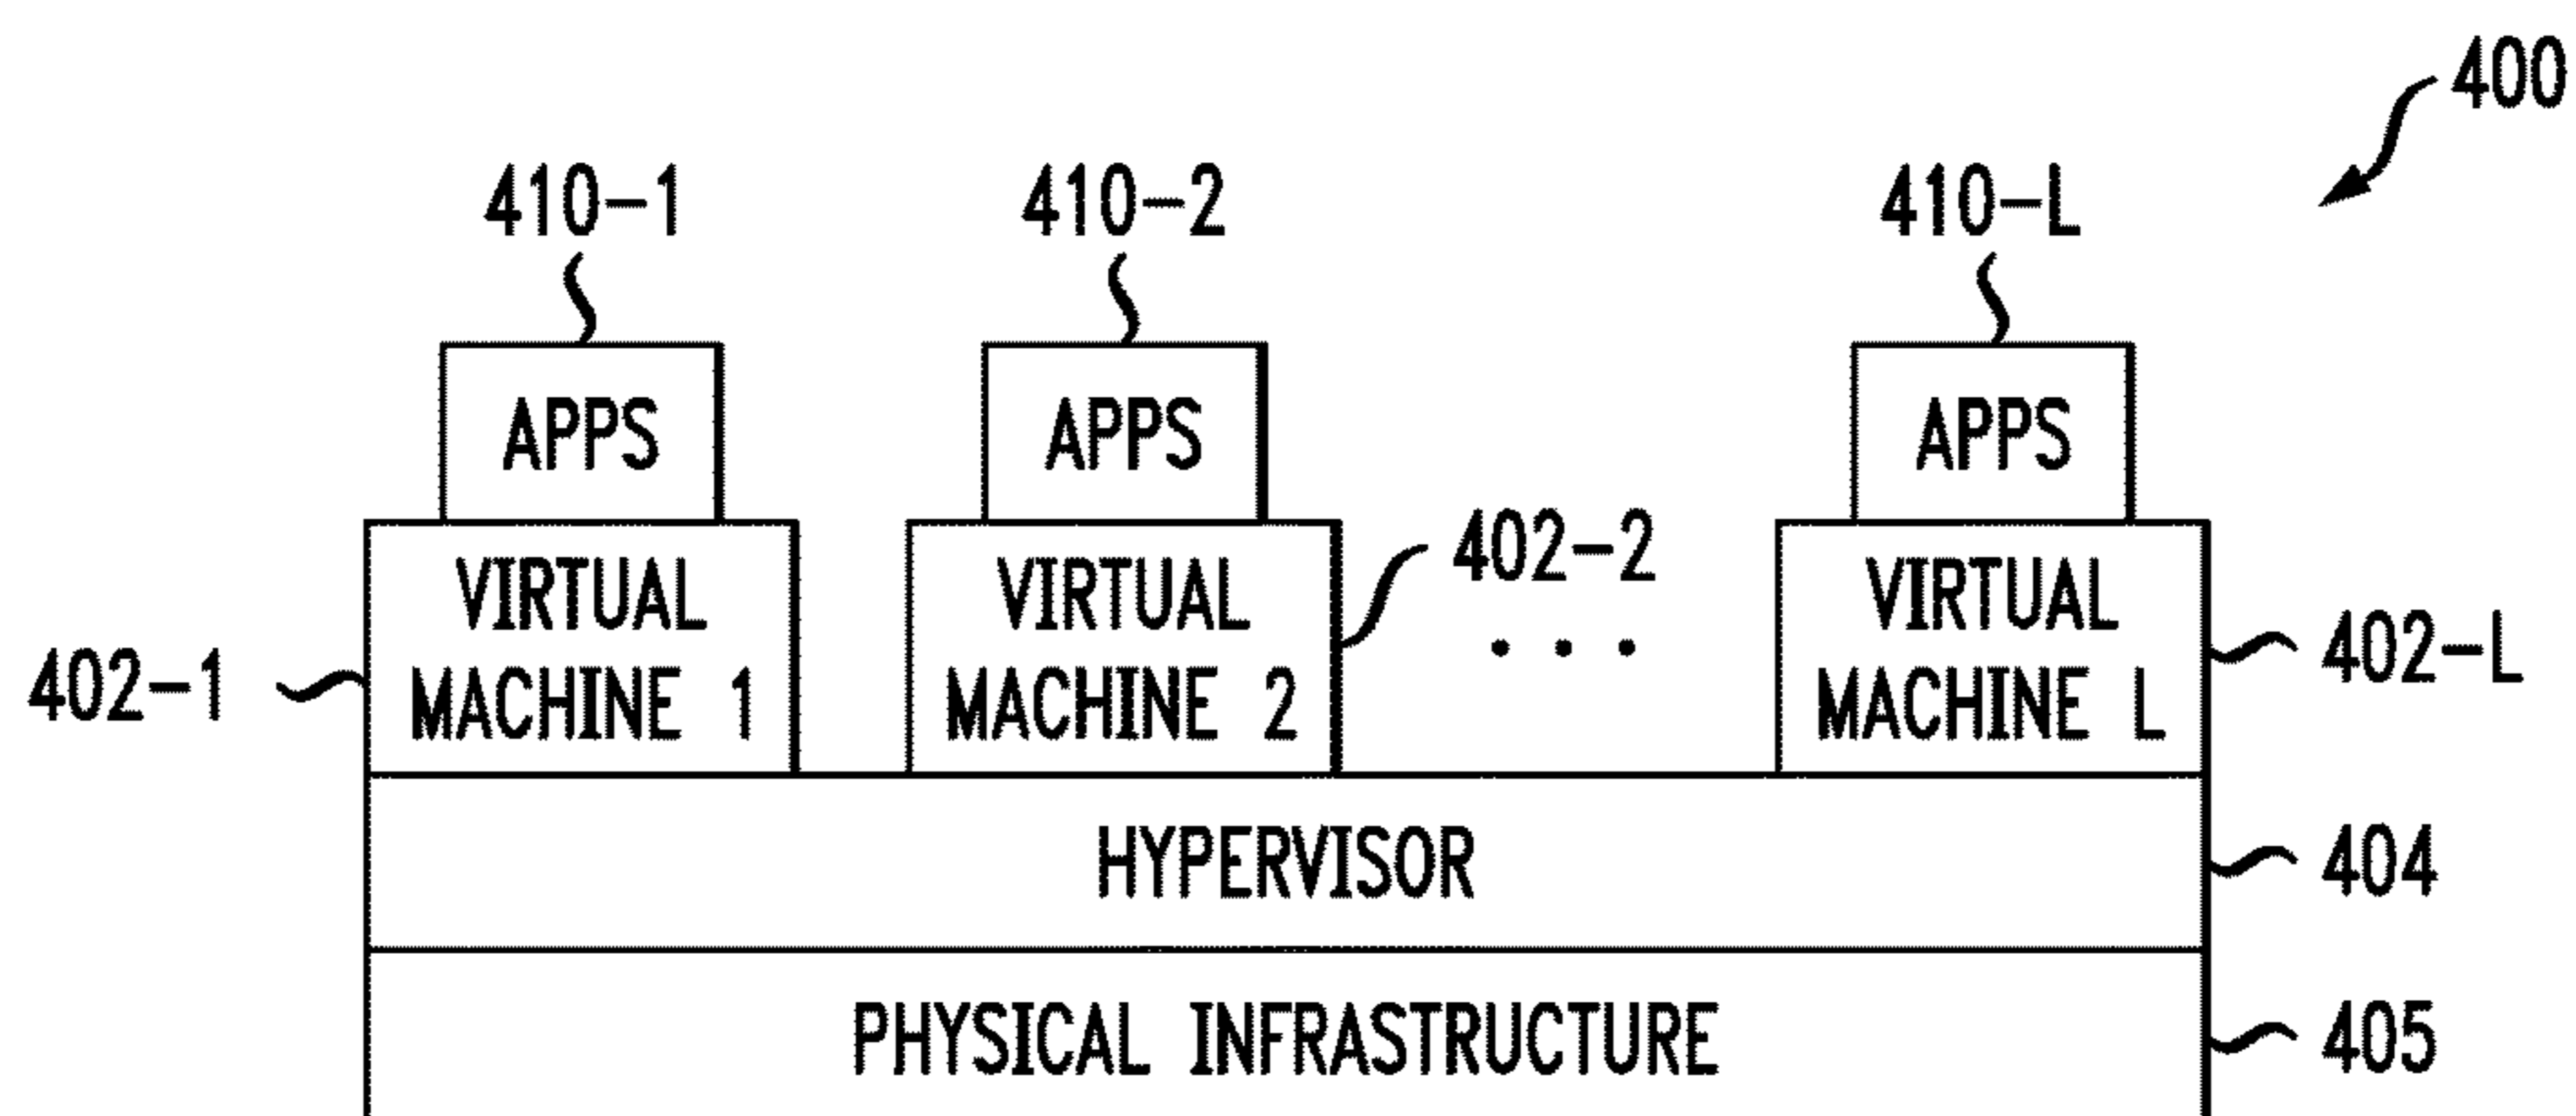 400
410-1 410-2 410-L
APPS APPS APPS
402-2
VIRTUAL VIRTUAL VIRTUAL
402-1 402-L
MACHINE 1 MACHINE 2 MACHINE L
HYPERVISOR 404
PHYSICAL INFRASTRUCTURE 405